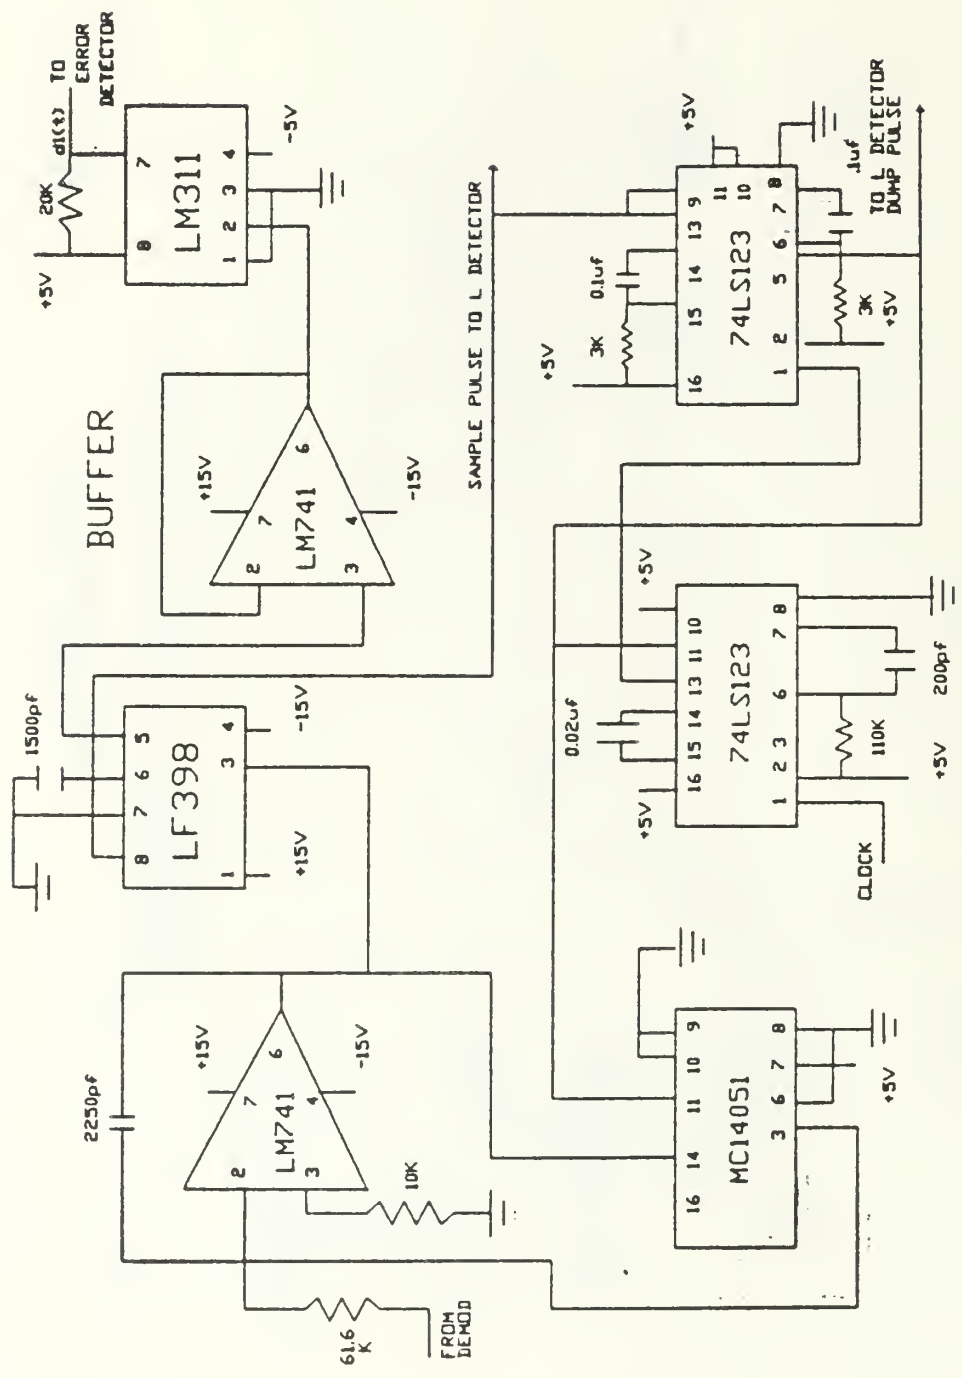 BUFFER
2250pf
+15V
2
7
6
LM741
3
4
-15V
10K
61.6
K
FROM
DEMOD
1500pf
8
7
6
5
LF398
1
3
4
+15V
-15V
+15V
2
7
6
LM741
3
4
-15V
+5V
20K
d1(t)
TO
ERROR
DETECTOR
8
7
LM311
1
2
3
4
-5V
SAMPLE PULSE TO L DETECTOR
16
14
11
10
9
MC14051
3
6
7
8
+5V
0.02uf
+5V
+5V
16
15
14
13
11
10
74LS123
1
2
3
6
7
8
CLOCK
110K
+5V
200pf
+5V
3K
0.1uf
+5V
16
15
14
13
9
11
10
74LS123
1
2
5
6
7
8
3K
+5V
.1uf
TO L DETECTOR
DUMP PULSE